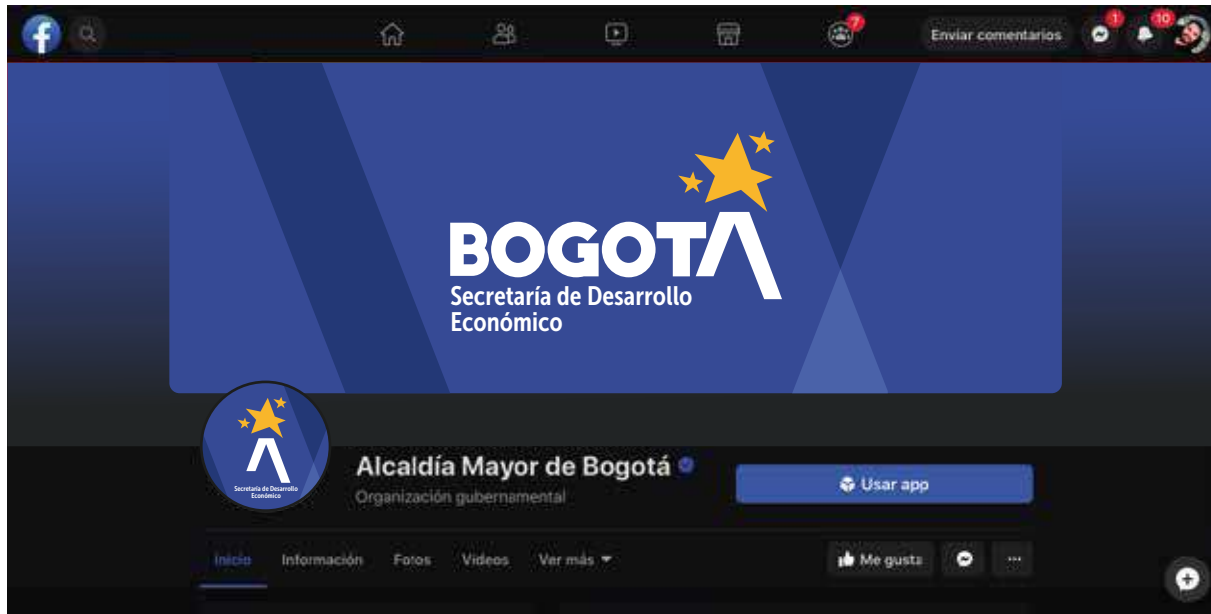 Enviar comentarios
7
1
10
BOGOTÁ
Secretaría de Desarrollo
Económico
Secretaría de Desarrollo
Económico
Alcaldía Mayor de Bogotá
Organización gubernamental
Usar app
Inicio Información Fotos Videos Ver más
Me gusta